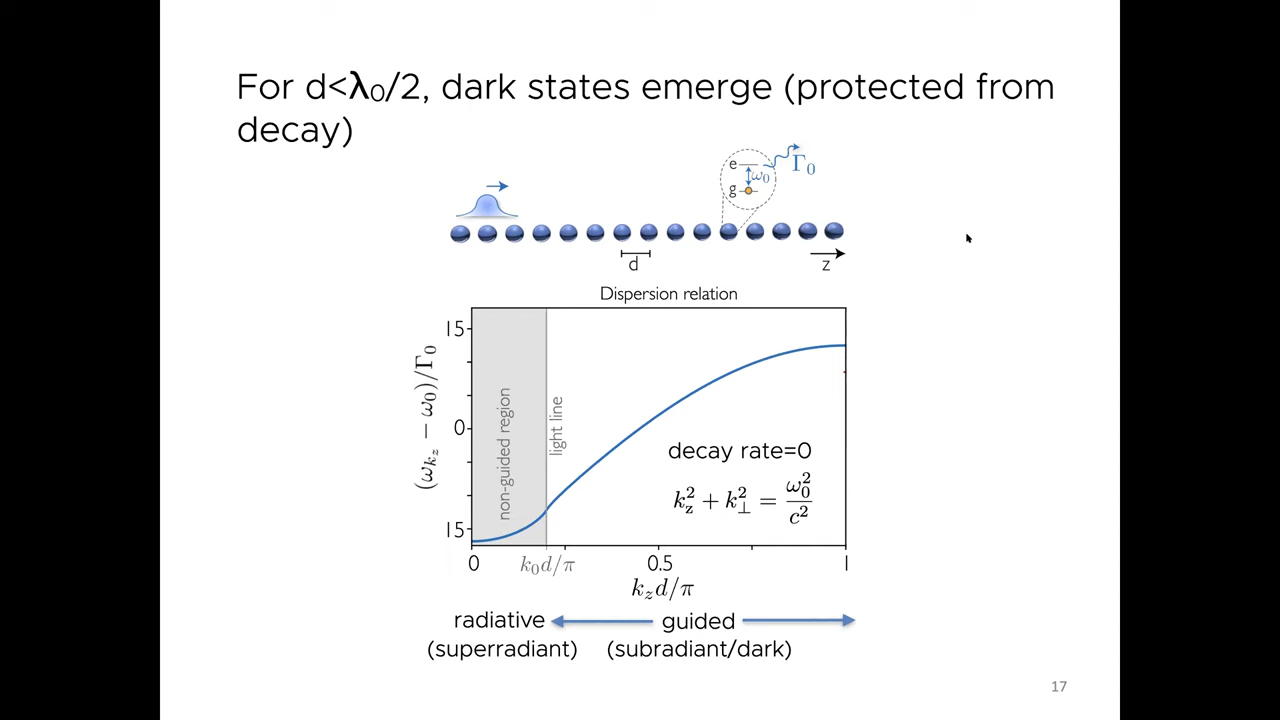 For d<λ₀/2, dark states emerge (protected from
decay)
e
g
ω₀
Γ₀
d
z
Dispersion relation
(ω_{k_z} − ω₀)/Γ₀
15
0
15
non-guided region
light line
decay rate=0
k_z² + k_⊥² = ω₀²/c²
0
k₀d/π
0.5
1
k_z d/π
radiative
guided
(superradiant)
(subradiant/dark)
17